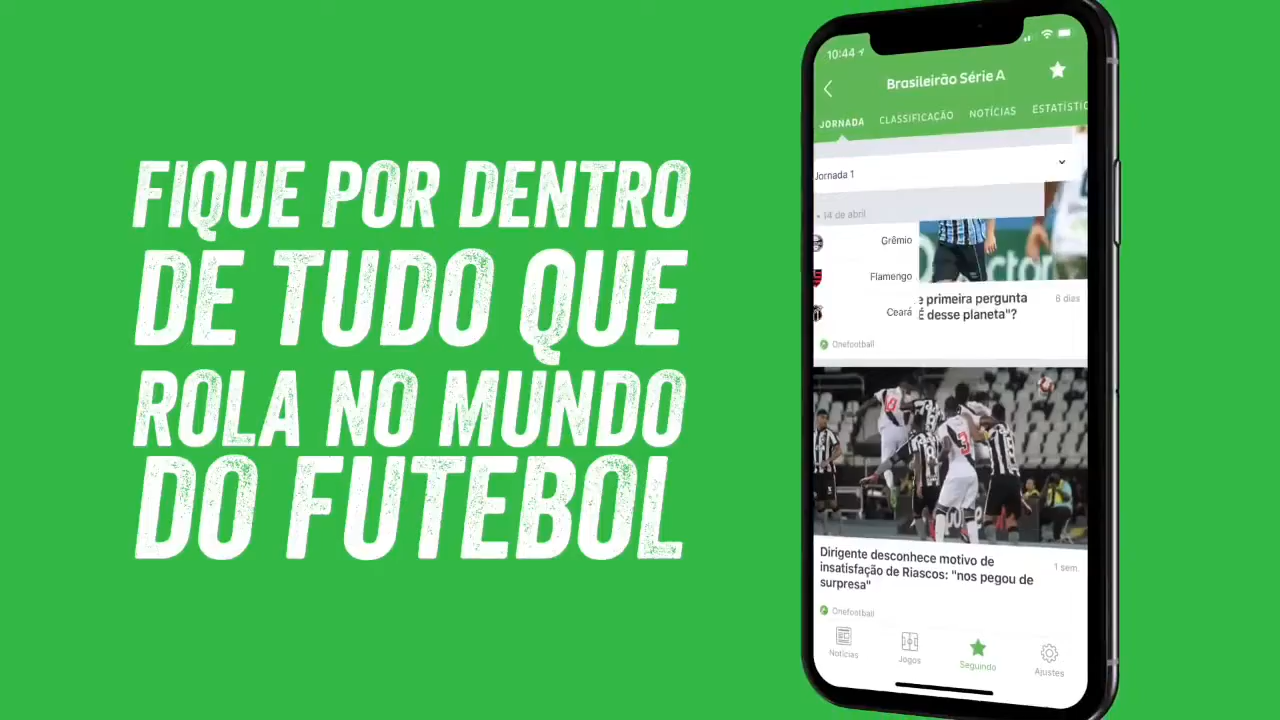 FIQUE POR DENTRO
DE TUDO QUE
ROLA NO MUNDO
DO FUTEBOL
10:44
Brasileirão Série A
JORNADA CLASSIFICAÇÃO NOTÍCIAS ESTATÍSTIC
Jornada 1
14 de abril
Grêmio
Flamengo
Ceará
e primeira pergunta
É desse planeta"?
6 dias
Onefootball
Dirigente desconhece motivo de
insatisfação de Riascos: "nos pegou de
surpresa"
1 sem.
Onefootball
Notícias Jogos Seguindo Ajustes